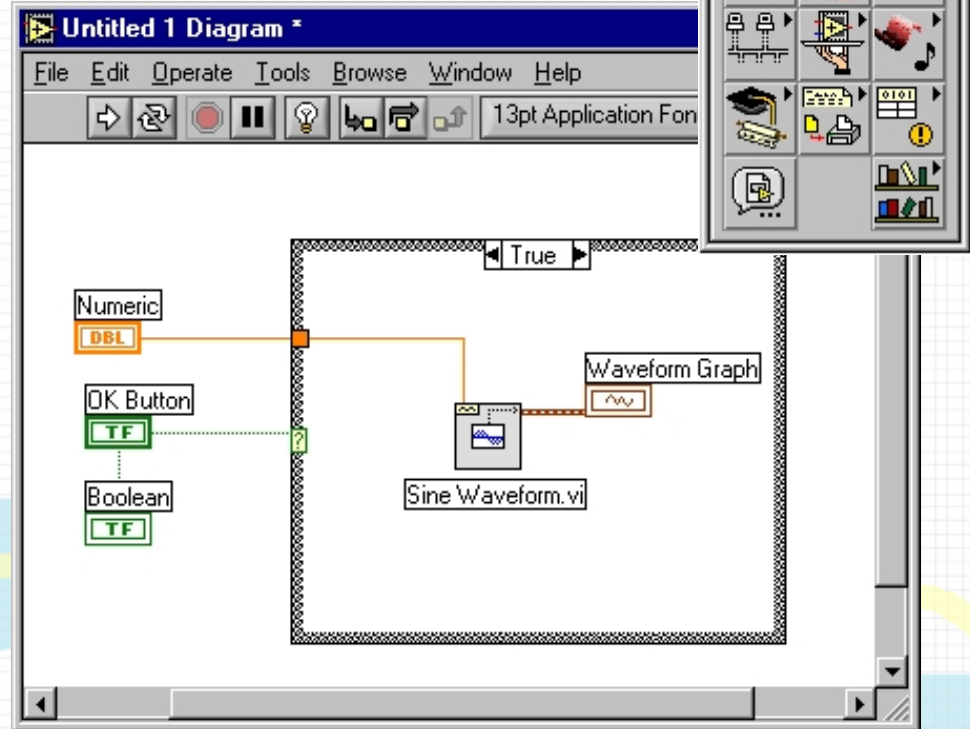 Untitled 1 Diagram *
File Edit Operate Tools Browse Window Help
13pt Application Fon
True
Numeric
DBL
OK Button
TF
?
Boolean
TF
Waveform Graph
Sine Waveform.vi
0101